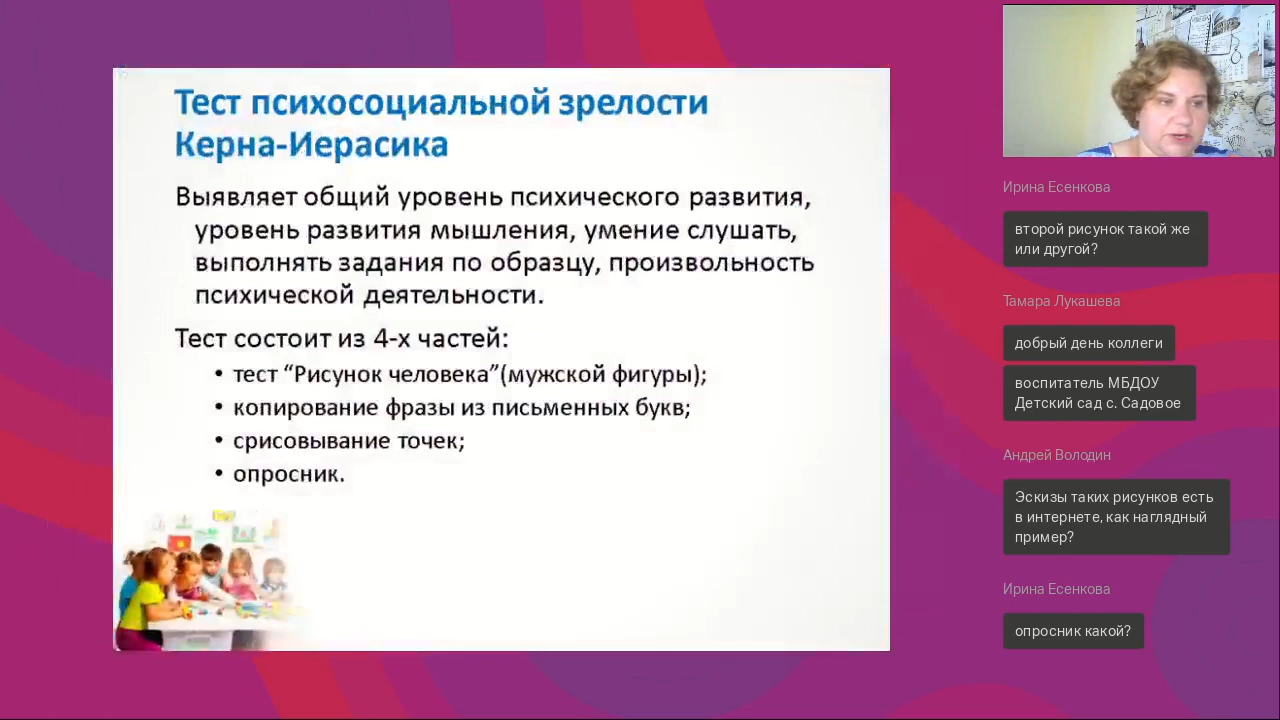 Тест психосоциальной зрелости
Керна-Иерасика
Выявляет общий уровень психического развития,
уровень развития мышления, умение слушать,
выполнять задания по образцу, произвольность
психической деятельности.
Тест состоит из 4-х частей:
• тест “Рисунок человека”(мужской фигуры);
• копирование фразы из письменных букв;
• срисовывание точек;
• опросник.
Ирина Есенкова
второй рисунок такой же
или другой?
Тамара Лукашева
добрый день коллеги
воспитатель МБДОУ
Детский сад с. Садовое
Андрей Володин
Эскизы таких рисунков есть
в интернете, как наглядный
пример?
Ирина Есенкова
опросник какой?